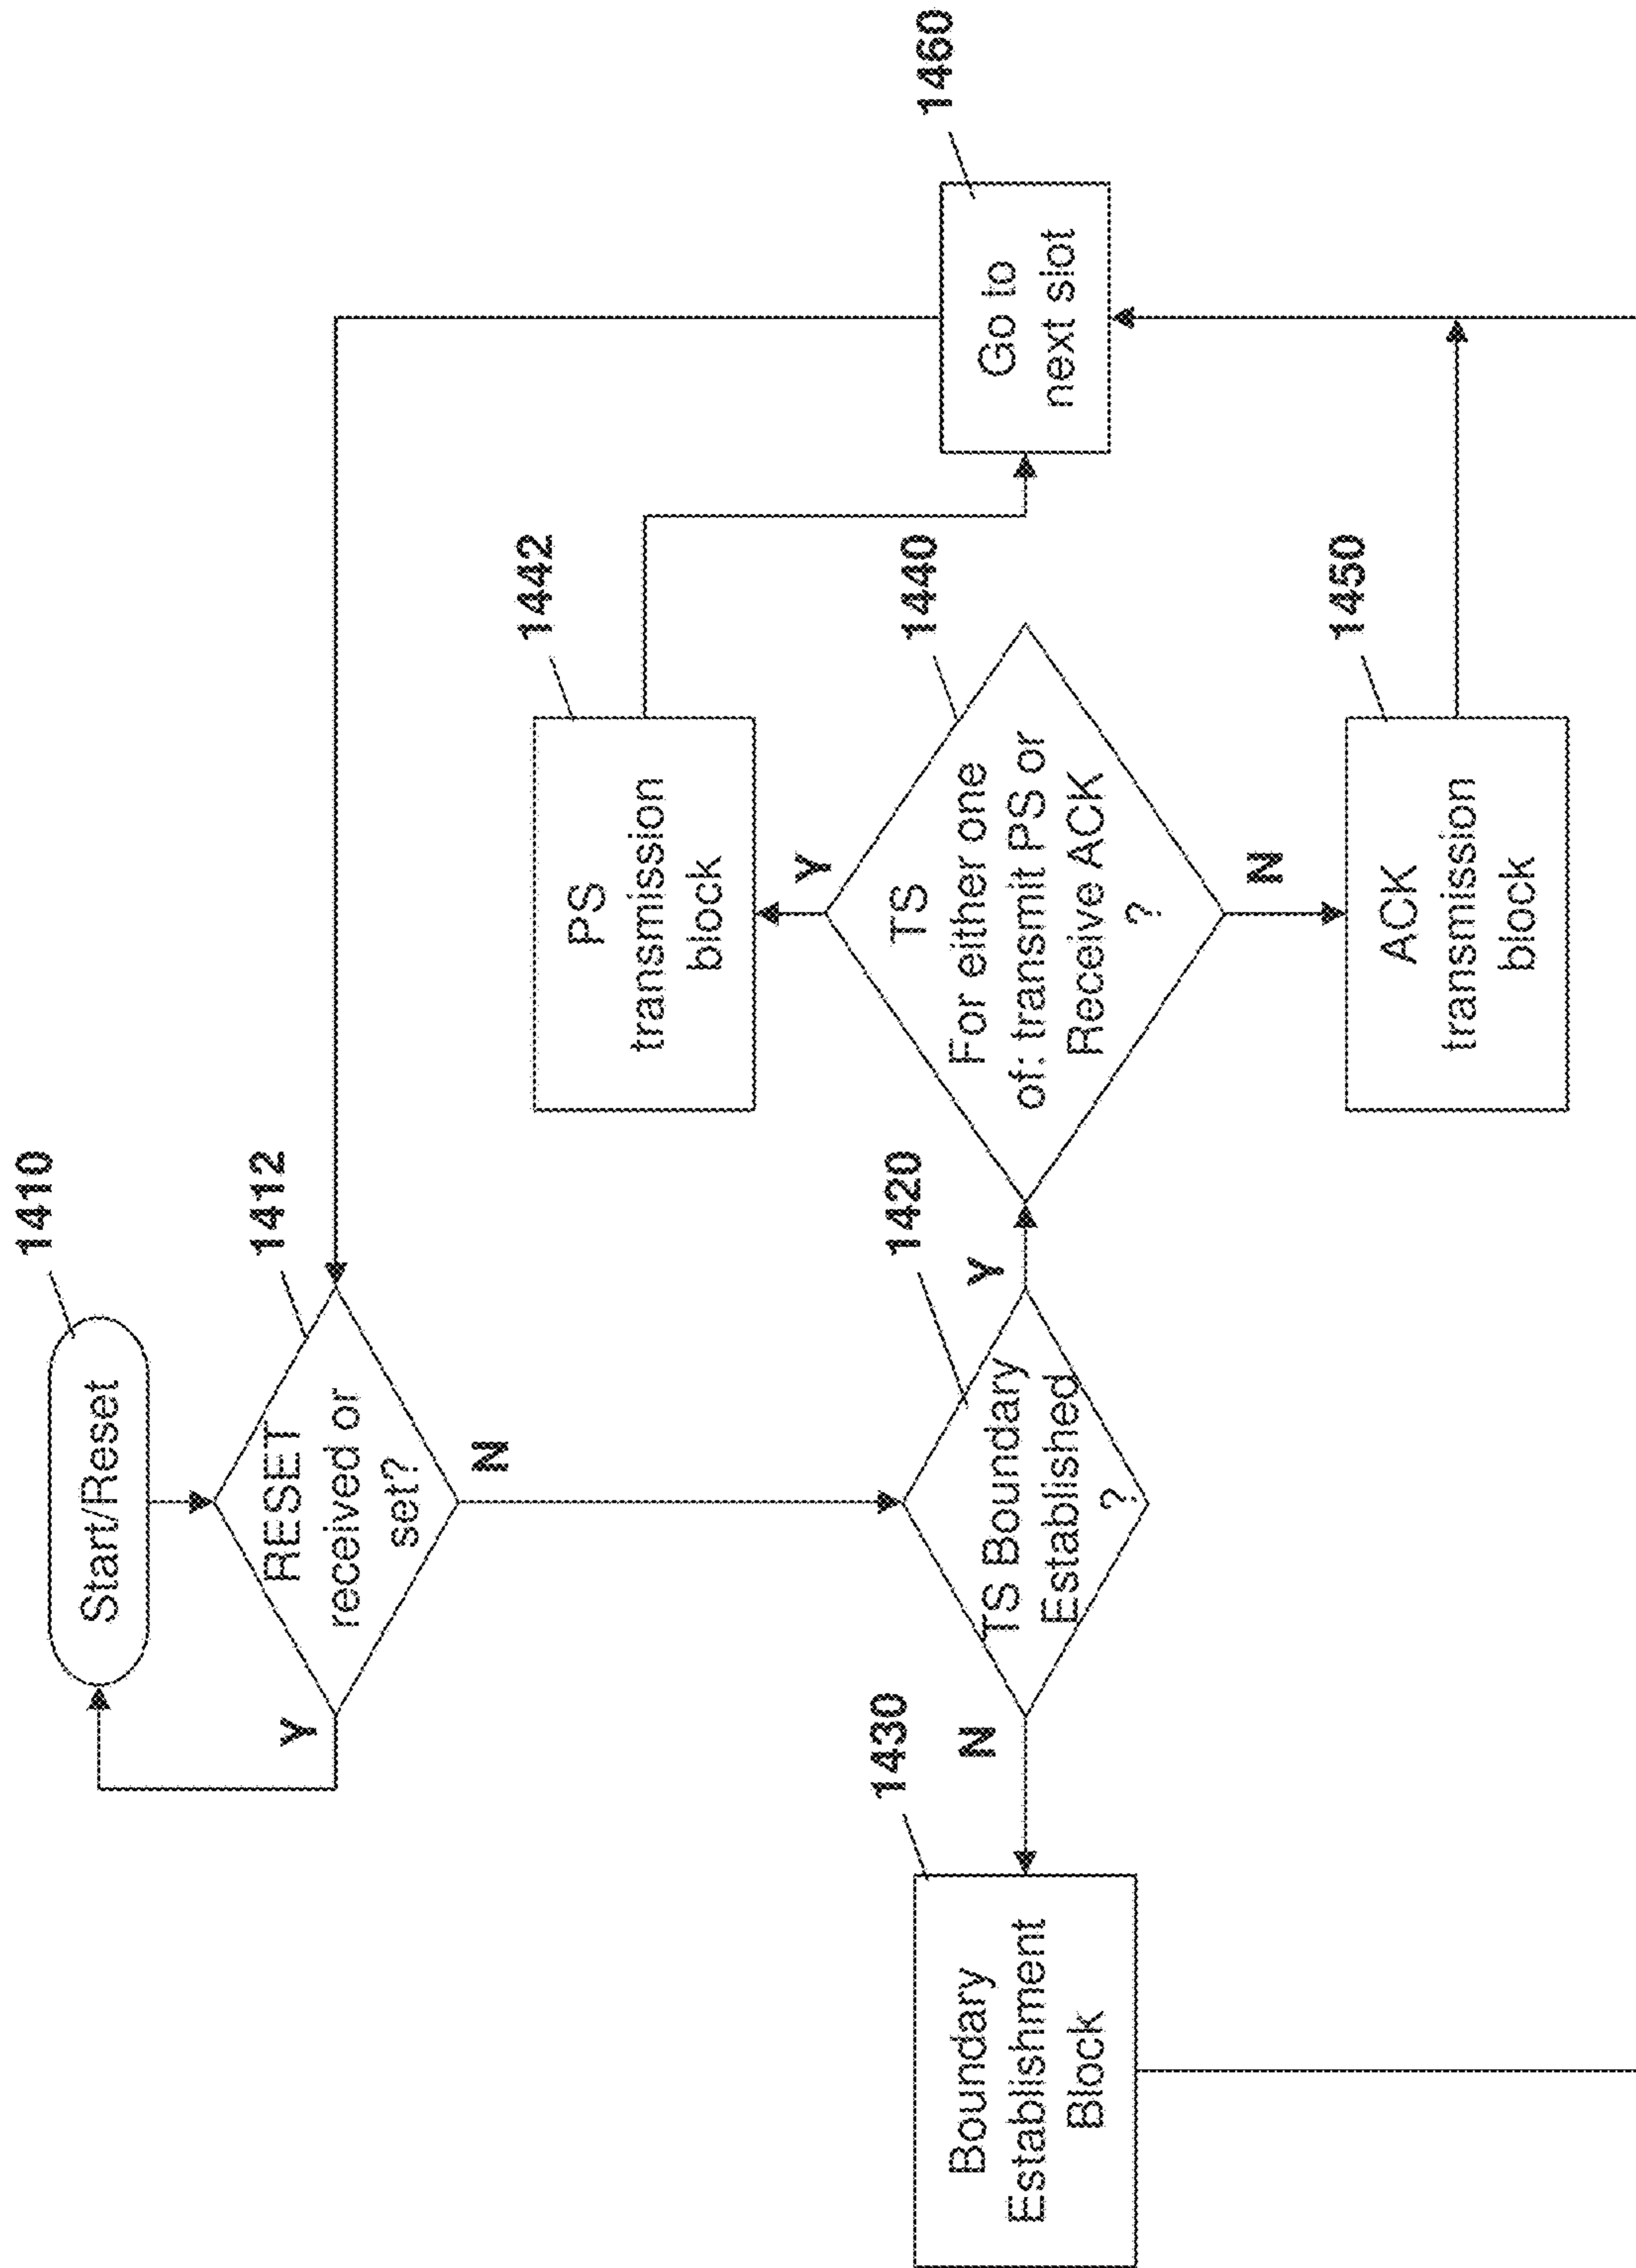 1410
Start/Reset
1412
RESET
received or
set?
Y
N
1420
TS Boundary
Established
?
N
Y
1430
Boundary
Establishment
Block
1440
TS
For either one
of: transmit PS or
Receive ACK
?
Y
N
1442
PS
transmission
block
1450
ACK
transmission
block
1460
Go to
next slot